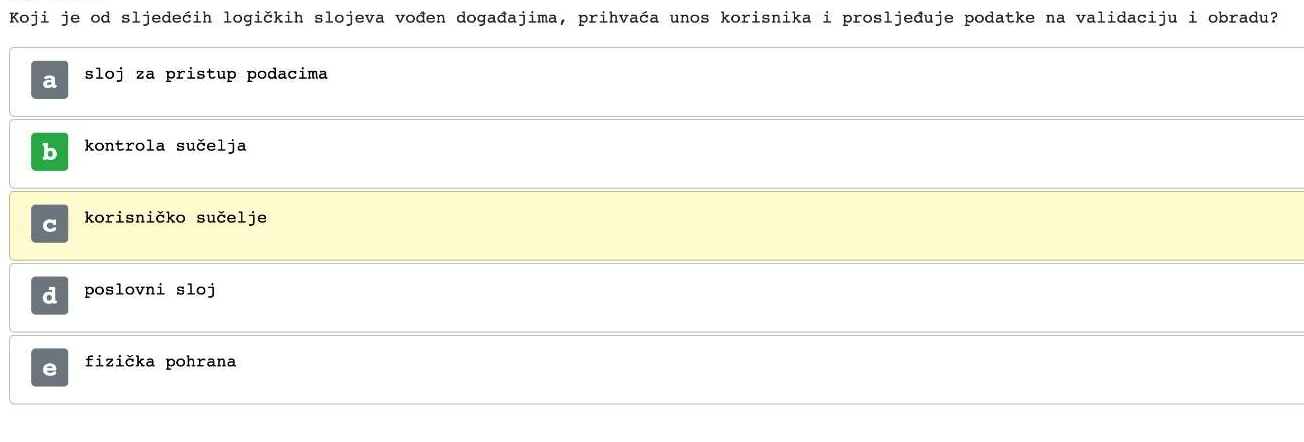 Koji je od sljedećih logičkih slojeva vođen događajima, prihvaća unos korisnika i prosljeđuje podatke na validaciju i obradu?
a sloj za pristup podacima
b kontrola sučelja
c korisničko sučelje
d poslovni sloj
e fizička pohrana